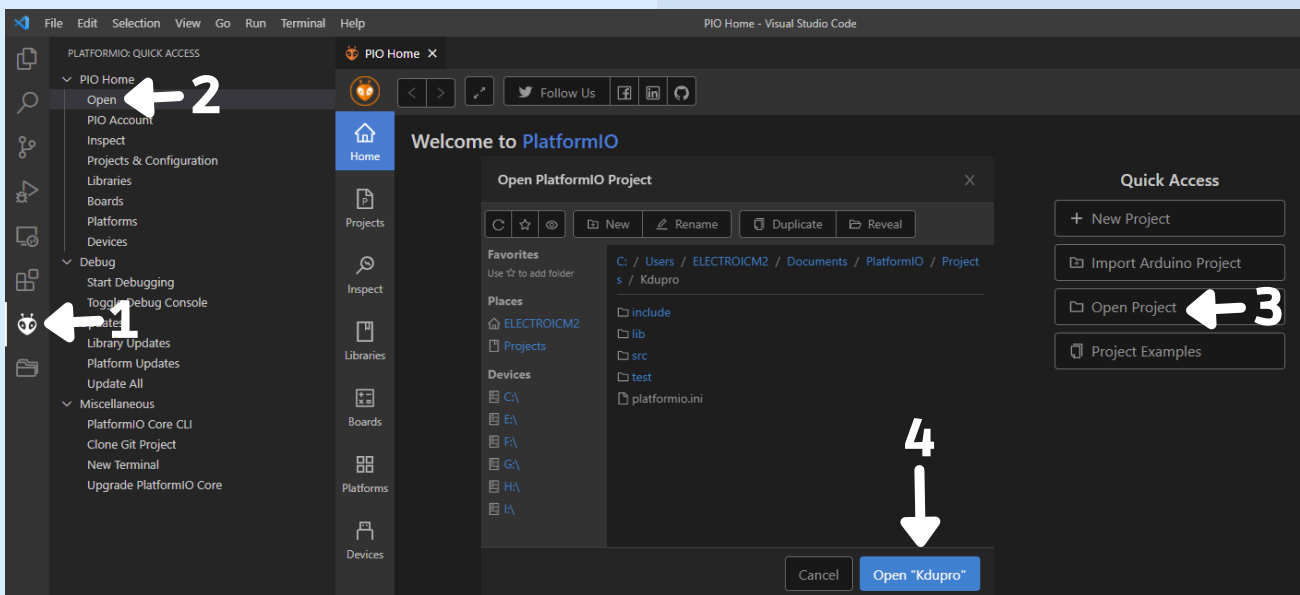 File Edit Selection View Go Run Terminal Help
PIO Home - Visual Studio Code
PLATFORMIO: QUICK ACCESS
PIO Home
Open
2
PIO Account
Inspect
Projects & Configuration
Libraries
Boards
Platforms
Devices
Debug
Start Debugging
Toggle Debug Console
1
Updates
Library Updates
Platform Updates
Update All
Miscellaneous
PlatformIO Core CLI
Clone Git Project
New Terminal
Upgrade PlatformIO Core
PIO Home
Follow Us
Home
Projects
Inspect
Libraries
Boards
Platforms
Devices
Welcome to PlatformIO
Open PlatformIO Project
New
Rename
Duplicate
Reveal
Favorites
Use ☆ to add folder
Places
ELECTROICM2
Projects
Devices
C:\
E:\
F:\
G:\
H:\
I:\
C: / Users / ELECTROICM2 / Documents / PlatformIO / Project
s / Kdupro
include
lib
src
test
platformio.ini
4
Cancel
Open "Kdupro"
Quick Access
New Project
Import Arduino Project
Open Project
3
Project Examples